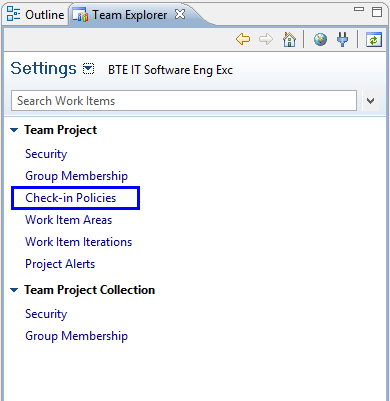 Outline Team Explorer
Settings BTE IT Software Eng Exc
Search Work Items
Team Project
Security
Group Membership
Check-in Policies
Work Item Areas
Work Item Iterations
Project Alerts
Team Project Collection
Security
Group Membership